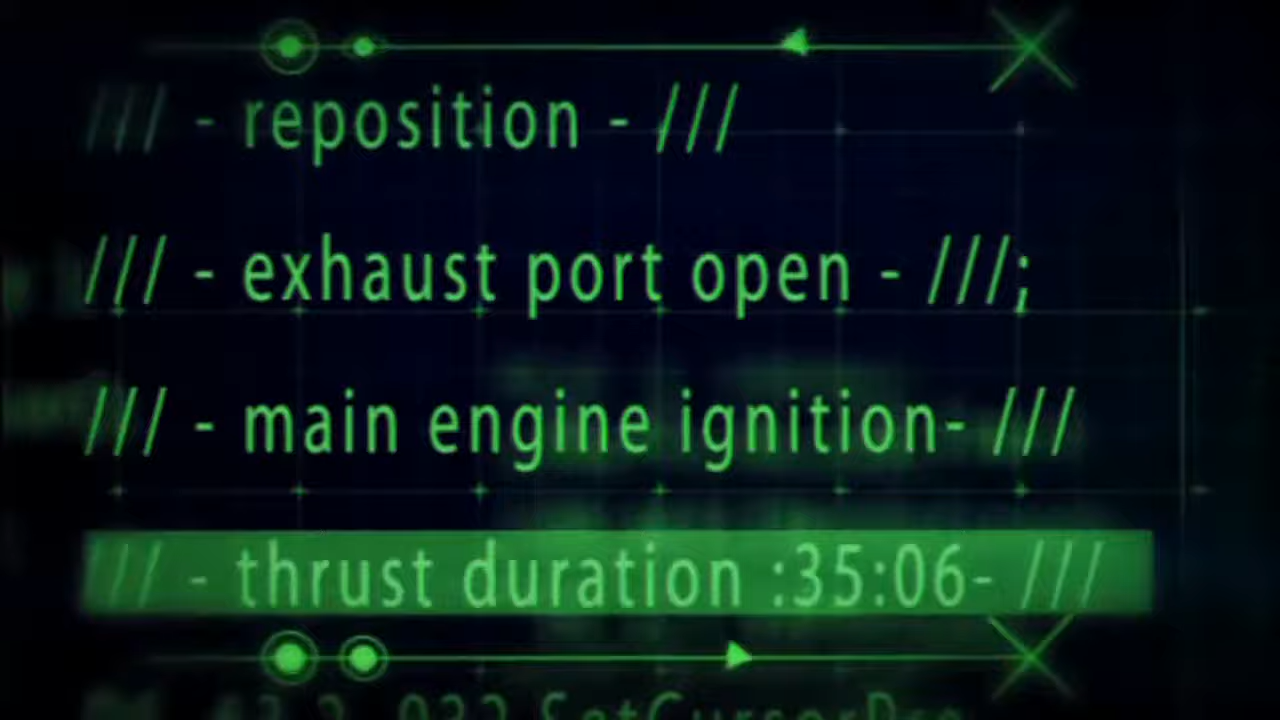 /// - reposition - ///
/// - exhaust port open - ///;
/// - main engine ignition- ///
/// - thrust duration :35:06- ///